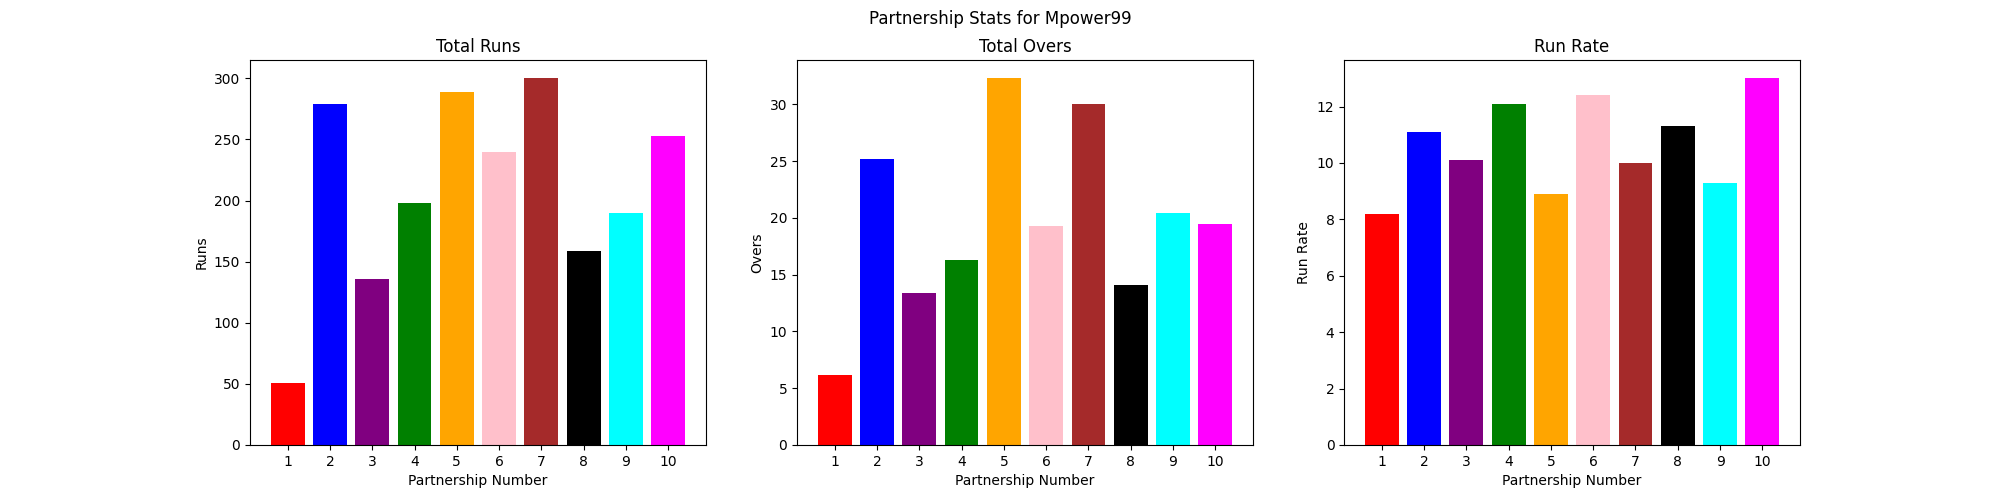 Partnership Stats for Mpower99
Total Runs
Runs
300
250
200
150
100
50
0
1 2 3 4 5 6 7 8 9 10
Partnership Number
Total Overs
Overs
30
25
20
15
10
5
0
1 2 3 4 5 6 7 8 9 10
Partnership Number
Run Rate
Run Rate
12
10
8
6
4
2
0
1 2 3 4 5 6 7 8 9 10
Partnership Number